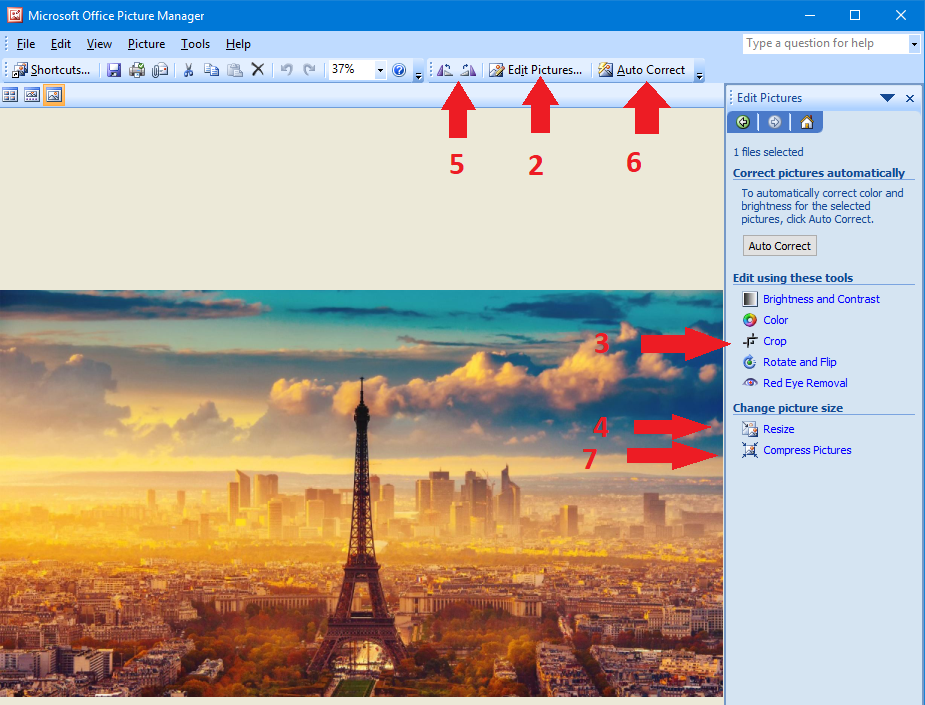 Microsoft Office Picture Manager
File Edit View Picture Tools Help
Type a question for help
Shortcuts... 37% Edit Pictures... Auto Correct
Edit Pictures
5
2
6
1 files selected
Correct pictures automatically
To automatically correct color and
brightness for the selected
pictures, click Auto Correct.
Auto Correct
Edit using these tools
Brightness and Contrast
Color
3
Crop
Rotate and Flip
Red Eye Removal
Change picture size
4
Resize
7
Compress Pictures